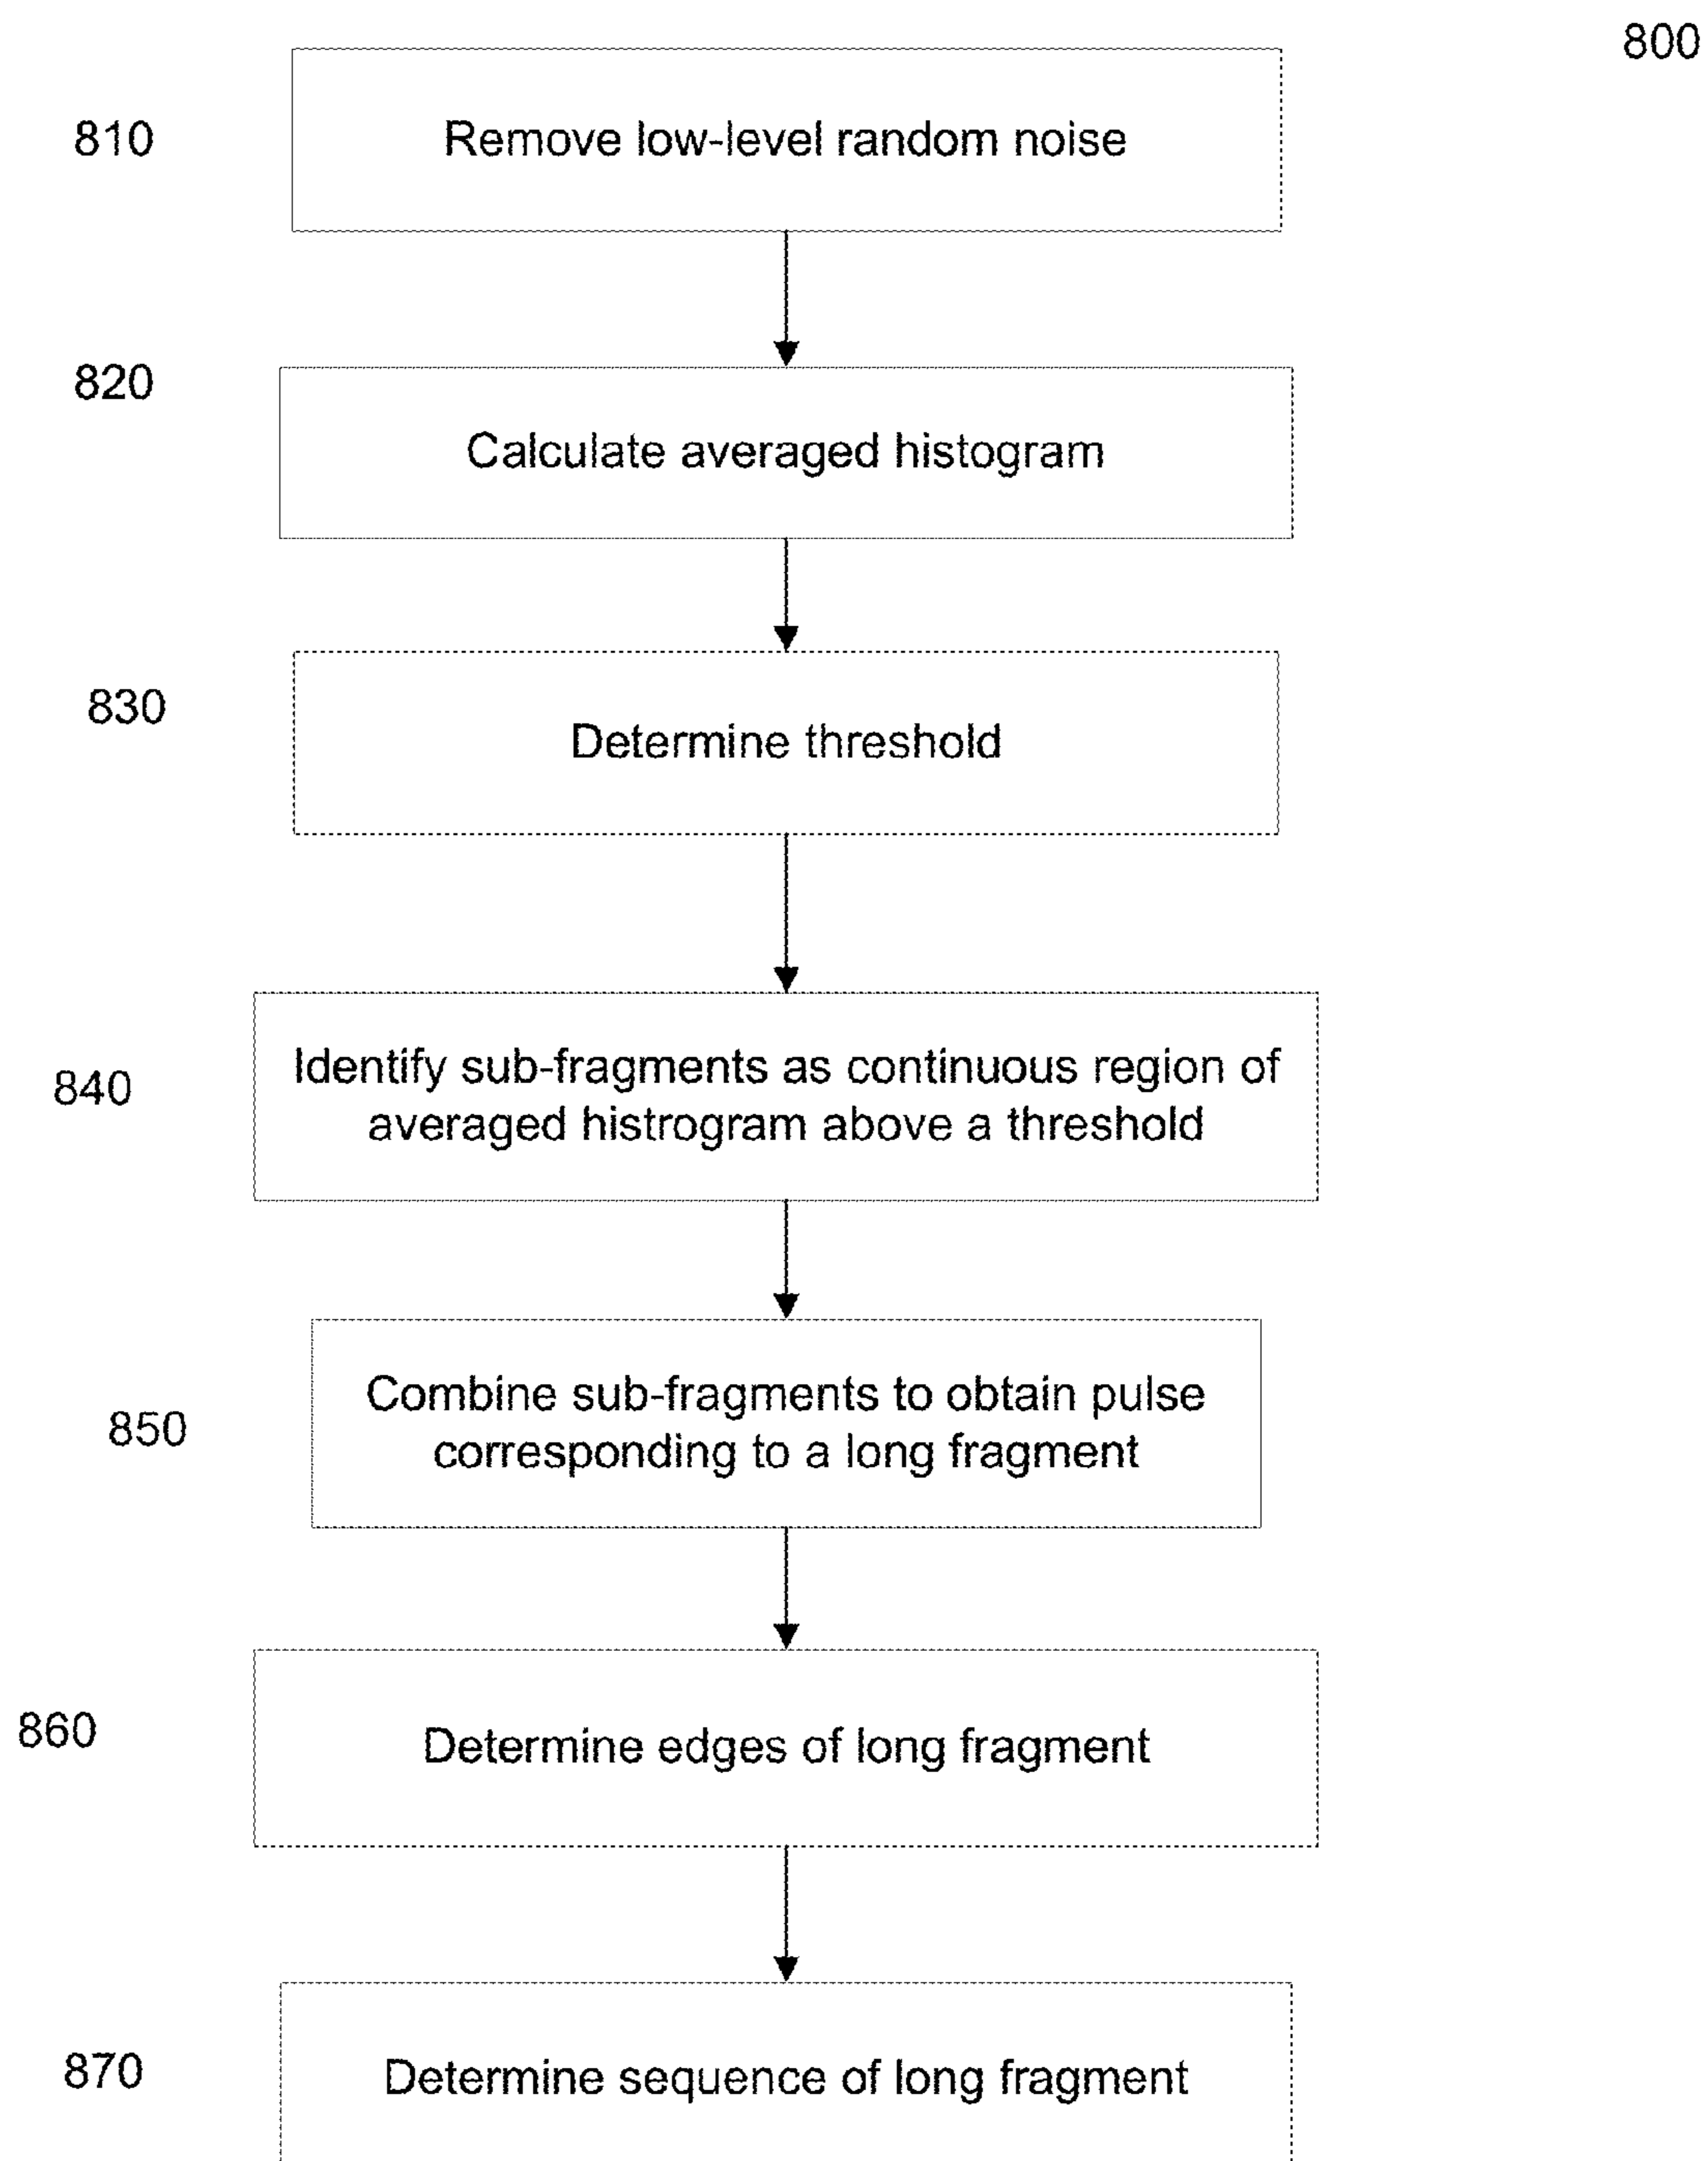 800
810
Remove low-level random noise
820
Calculate averaged histogram
830
Determine threshold
840
Identify sub-fragments as continuous region of
averaged histrogram above a threshold
850
Combine sub-fragments to obtain pulse
corresponding to a long fragment
860
Determine edges of long fragment
870
Determine sequence of long fragment